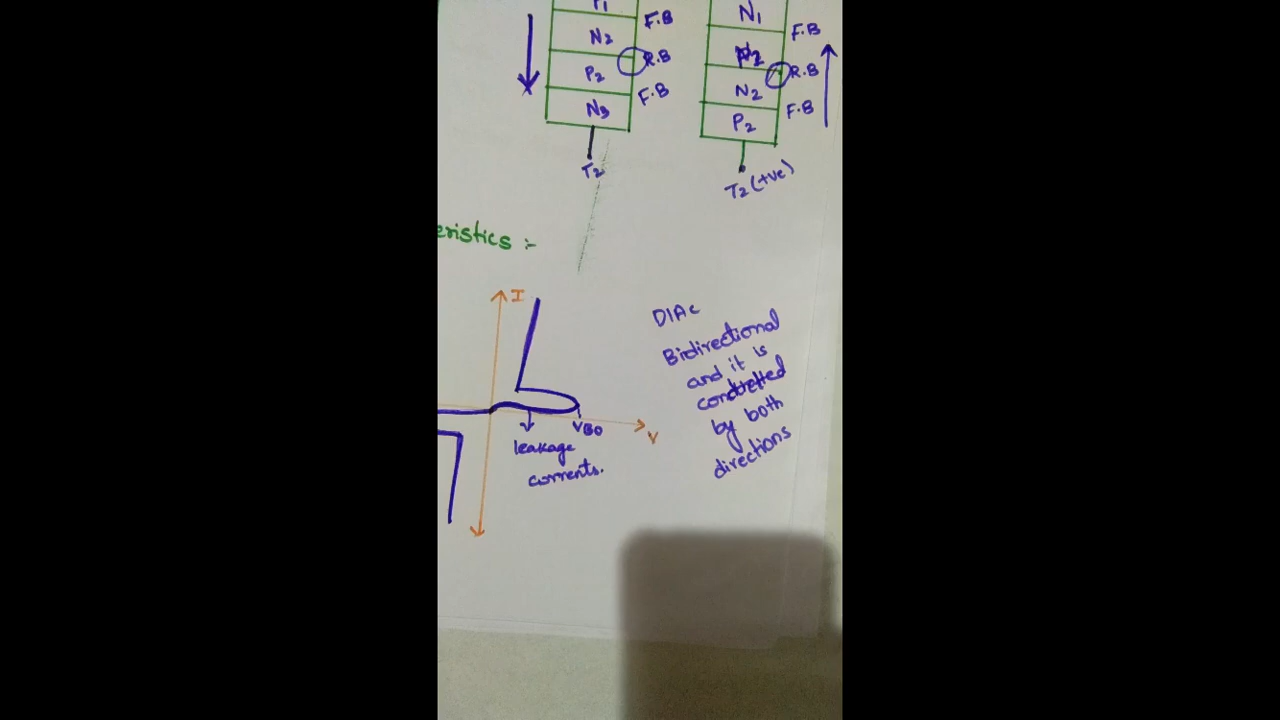 P1
F.B
N2
R.B
P2
F.B
N3
T2
N1
F.B
R.B
N2
F.B
P2
T2 (+ve)
eristics :-
I
VBO
V
leakage
currents.
DIAC
Bidirectional
and it is
by both
directions